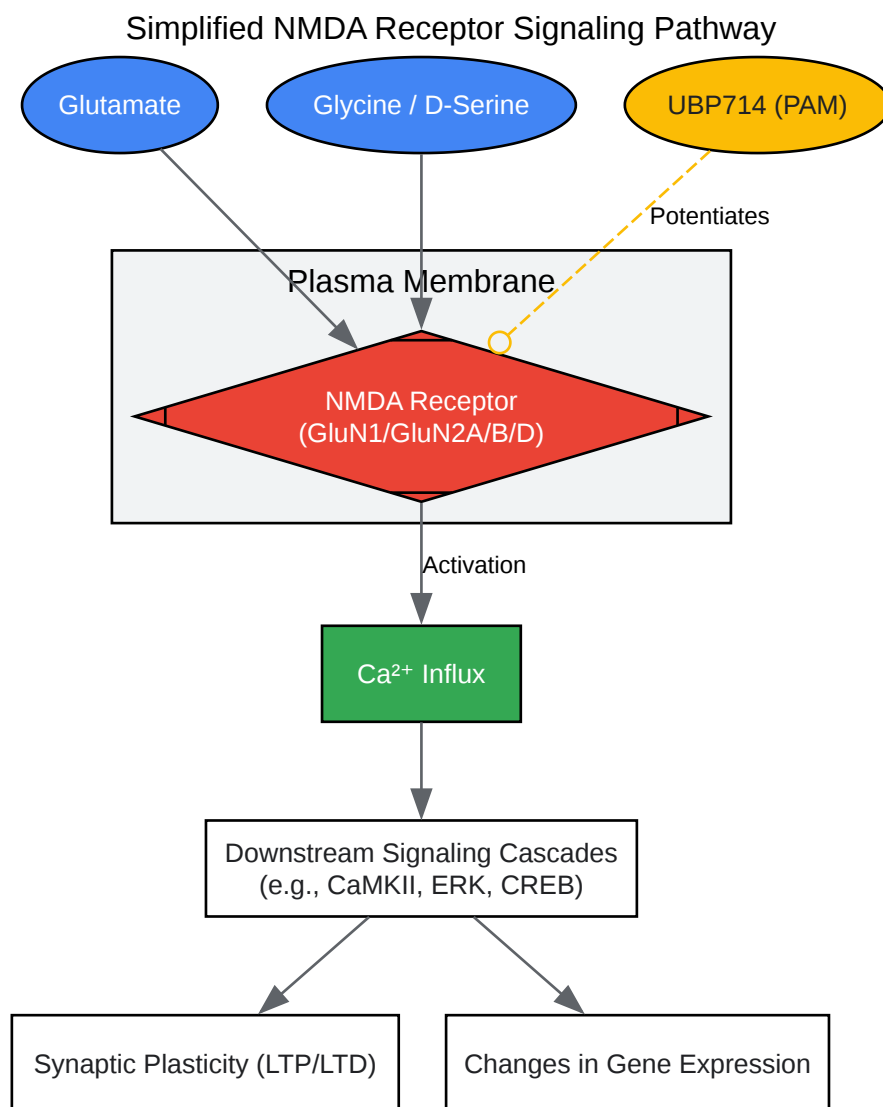 Simplified NMDA Receptor Signaling Pathway
Glutamate
Glycine / D-Serine
UBP714 (PAM)
Potentiates
Plasma Membrane
NMDA Receptor
(GluN1/GluN2A/B/D)
Activation
Ca²⁺ Influx
Downstream Signaling Cascades
(e.g., CaMKII, ERK, CREB)
Synaptic Plasticity (LTP/LTD)
Changes in Gene Expression